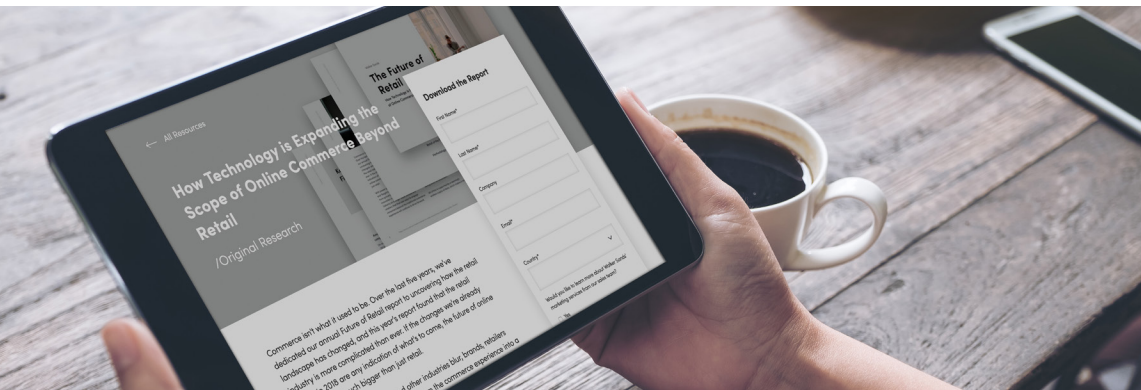 ← All Resources
How Technology is Expanding the
Scope of Online Commerce Beyond
Retail
/Original Research
The Future of
Retail
Download the Report
First Name*
Last Name*
Company
Email*
Country*
Would you like to learn more about Walker Sands'
marketing services from our sales team?
Yes
Commerce isn't what it used to be. Over the last five years, we've
dedicated our annual Future of Retail report to uncovering how the retail
landscape has changed, and this year's report found that the retail
industry is more complicated than ever. If the changes we're already
2018 are any indication of what's to come, the future of online
bigger than just retail.
other industries blur, brands, retailers
the commerce experience into a